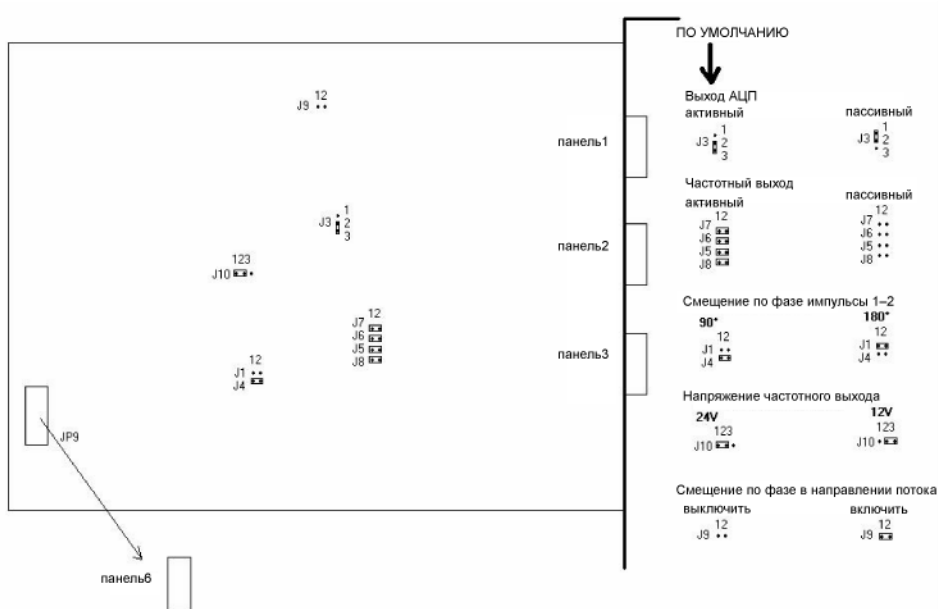 ПО УМОЛЧАНИЮ
12
J9
панель1
J3
1
2
3
панель2
123
J10
12
J7
J6
J5
J8
панель3
12
J1
J4
JP9
панель6
Выход АЦП
активный
пассивный
J3
1
2
3
J3
1
2
3
Частотный выход
активный
пассивный
12
J7
J6
J5
J8
12
J7
J6
J5
J8
Смещение по фазе импульсы 1–2
90°
180°
12
J1
J4
12
J1
J4
Напряжение частотного выхода
24V
12V
123
J10
123
J10
Смещение по фазе в направлении потока
выключить
включить
12
J9
12
J9